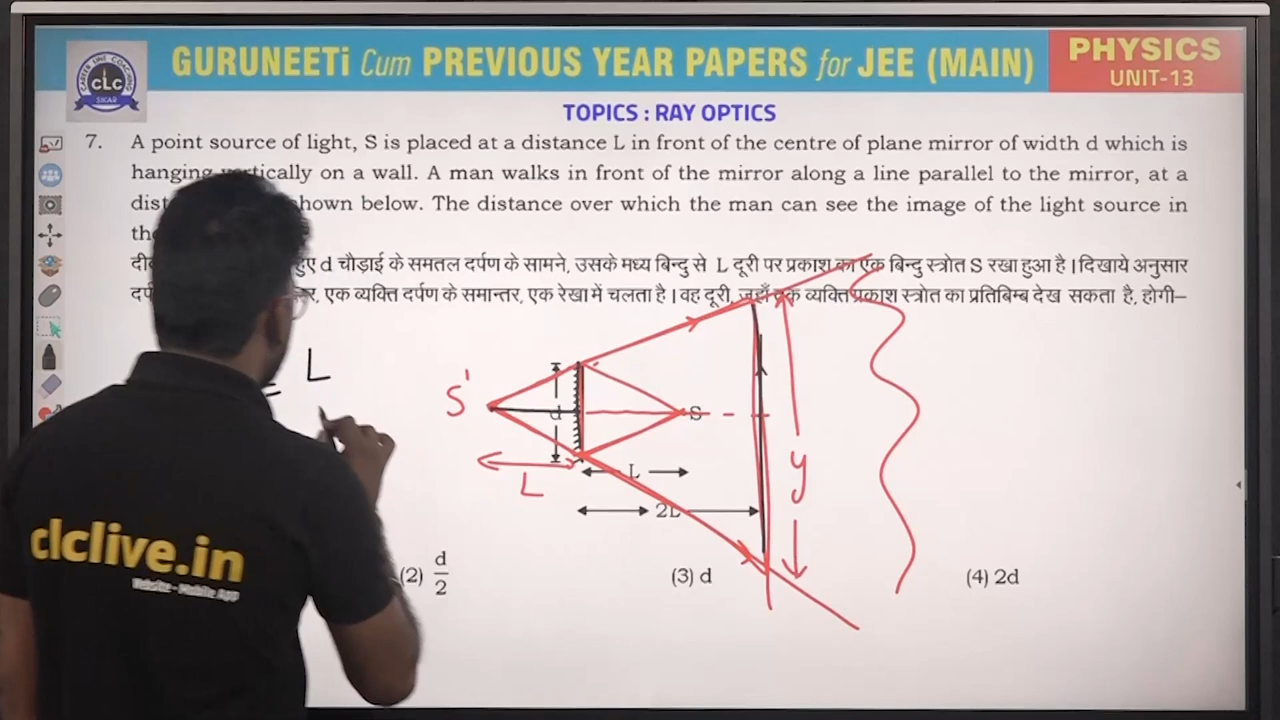 GURUNEETi Cum PREVIOUS YEAR PAPERS for JEE (MAIN)
PHYSICS
UNIT-13
CLC
SIKAR
TOPICS : RAY OPTICS
7. A point source of light, S is placed at a distance L in front of the centre of plane mirror of width d which is
hanging vertically on a wall. A man walks in front of the mirror along a line parallel to the mirror, at a
shown below. The distance over which the man can see the image of the light source in
हुए d चौड़ाई के समतल दर्पण के सामने, उसके मध्य बिन्दु से L दूरी पर प्रकाश का एक बिन्दु स्त्रोत S रखा हुआ है। दिखाये अनुसार
एक व्यक्ति दर्पण के समान्तर, एक रेखा में चलता है। वह दूरी, जहाँ तक व्यक्ति प्रकाश स्त्रोत का प्रतिबिम्ब देख सकता है, होगी–
= L
S'
d
S
L
L
2L
y
(2) d/2
(3) d
(4) 2d
clclive.in